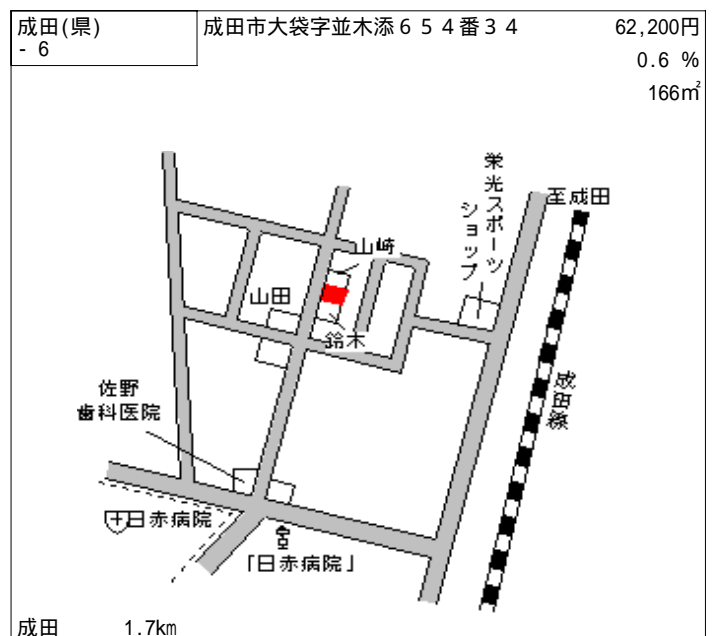 成田(県)
- 6
成田市大袋字並木添６５４番３４
62,200円
0.6 %
166㎡
栄光スポーツ
ショップ
至成田
山崎
山田
鈴木
成田線
佐野
歯科医院
日赤病院
「日赤病院」
成田 1.7km